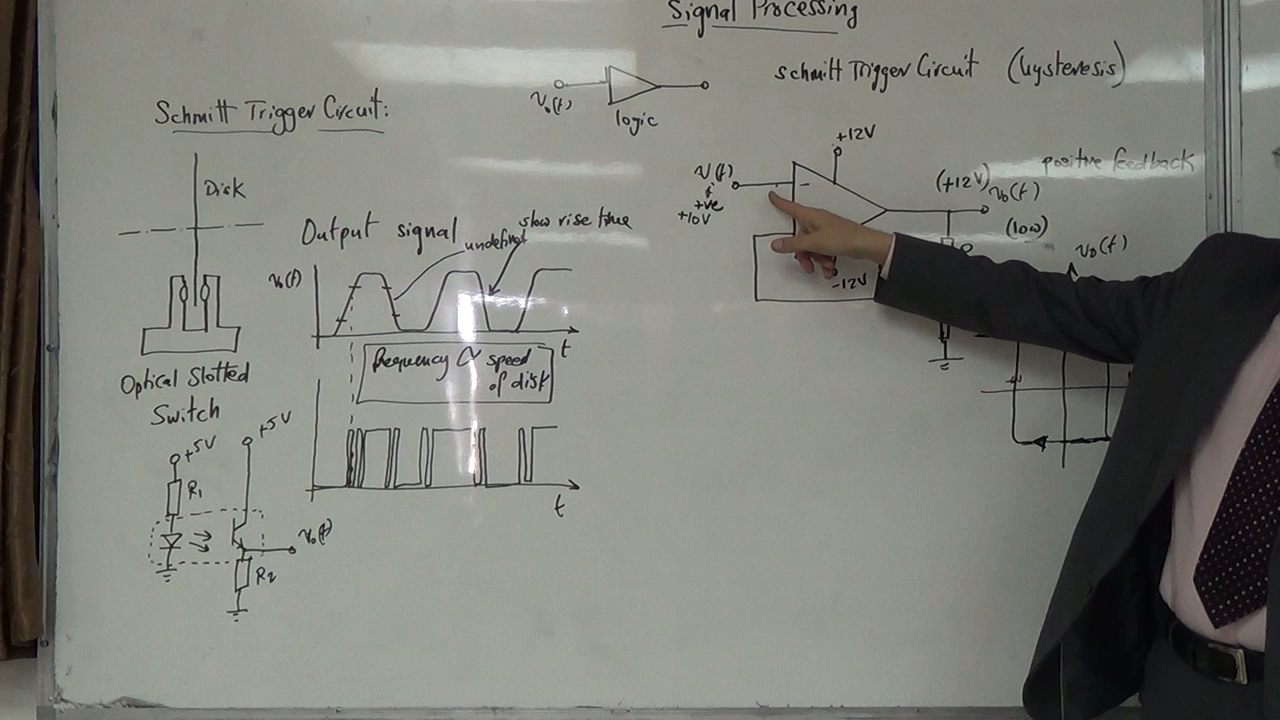 Signal Processing
Schmitt Trigger Circuit (hysteresis)
Schmitt Trigger Circuit:
v₀(t)
logic
+12V
positive feedback
v(t)
+ve
+10V
(+12V) v₀(t)
(10v)
v₀(t)
-12V
Disk
Output signal
slow rise time
undefined
v₀(t)
t
frequency ~ speed
of disk
Optical Slotted
Switch
t
+5V
+5V
R₁
v₀(t)
R₂